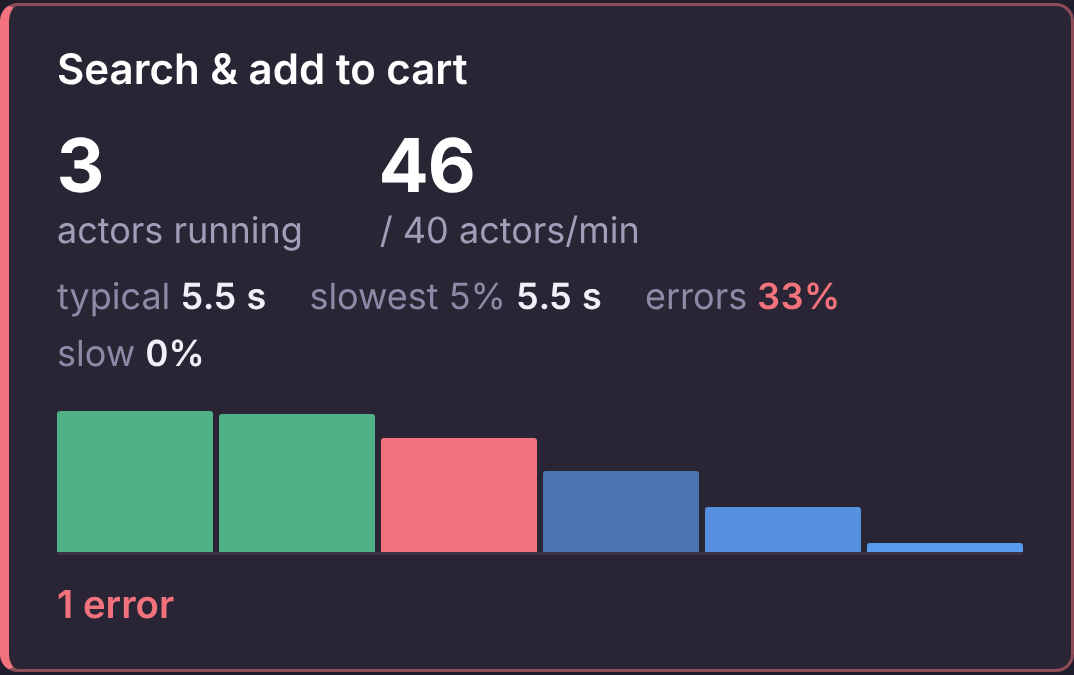 Search & add to cart
3 46
actors running / 40 actors/min
typical 5.5 s slowest 5% 5.5 s errors 33%
slow 0%
1 error